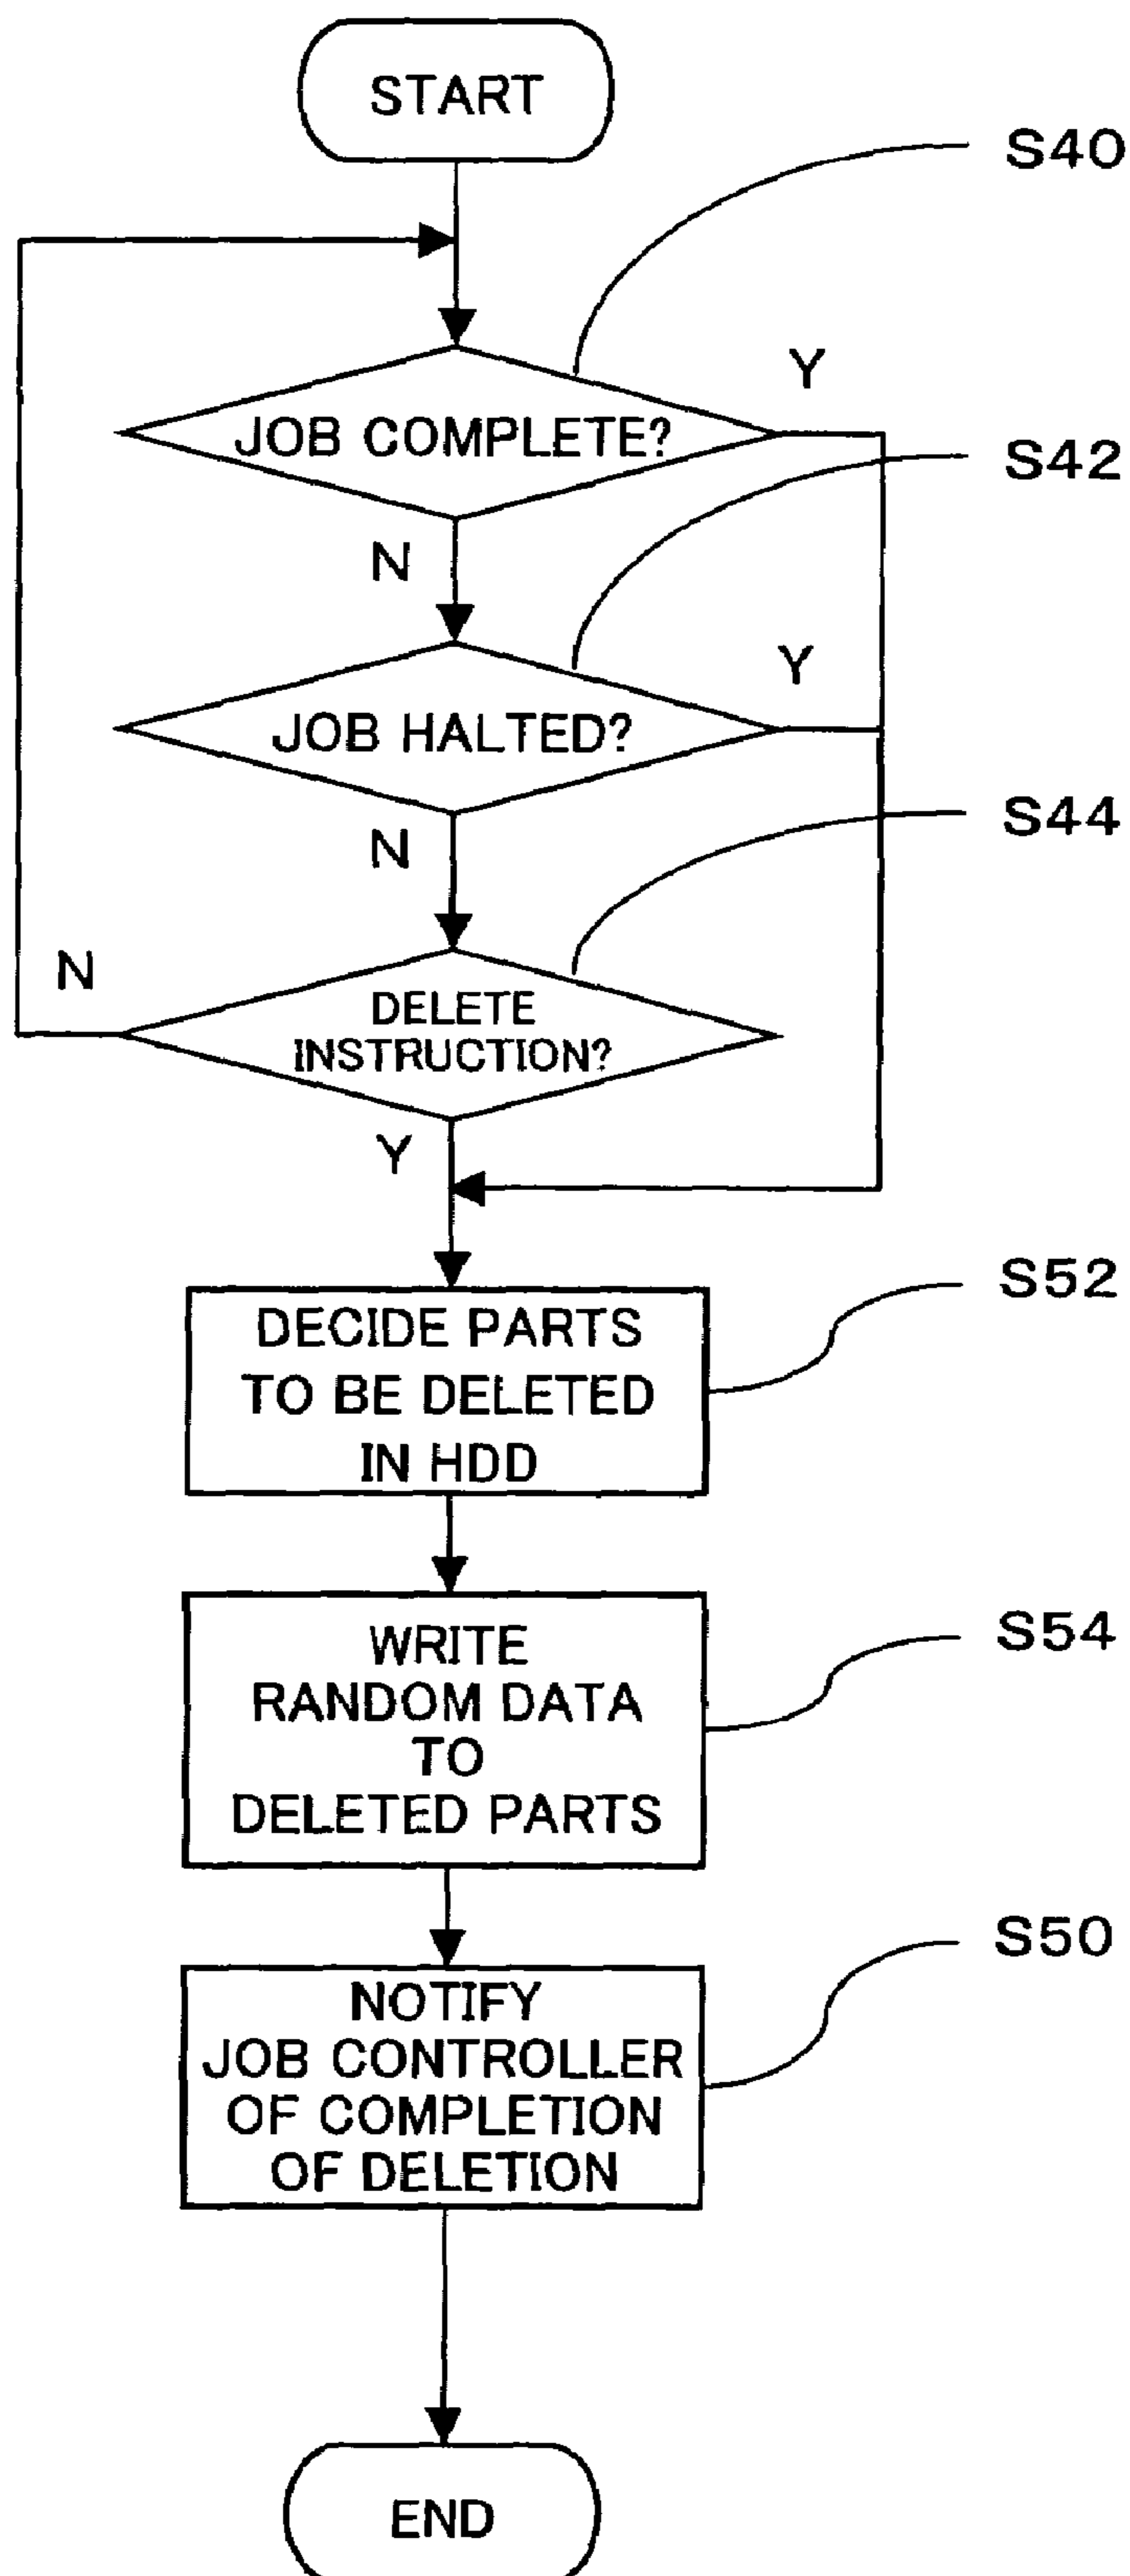 START
S40
Y
JOB COMPLETE?
S42
N
Y
JOB HALTED?
S44
N
N
DELETE
INSTRUCTION?
Y
S52
DECIDE PARTS
TO BE DELETED
IN HDD
S54
WRITE
RANDOM DATA
TO
DELETED PARTS
S50
NOTIFY
JOB CONTROLLER
OF COMPLETION
OF DELETION
END